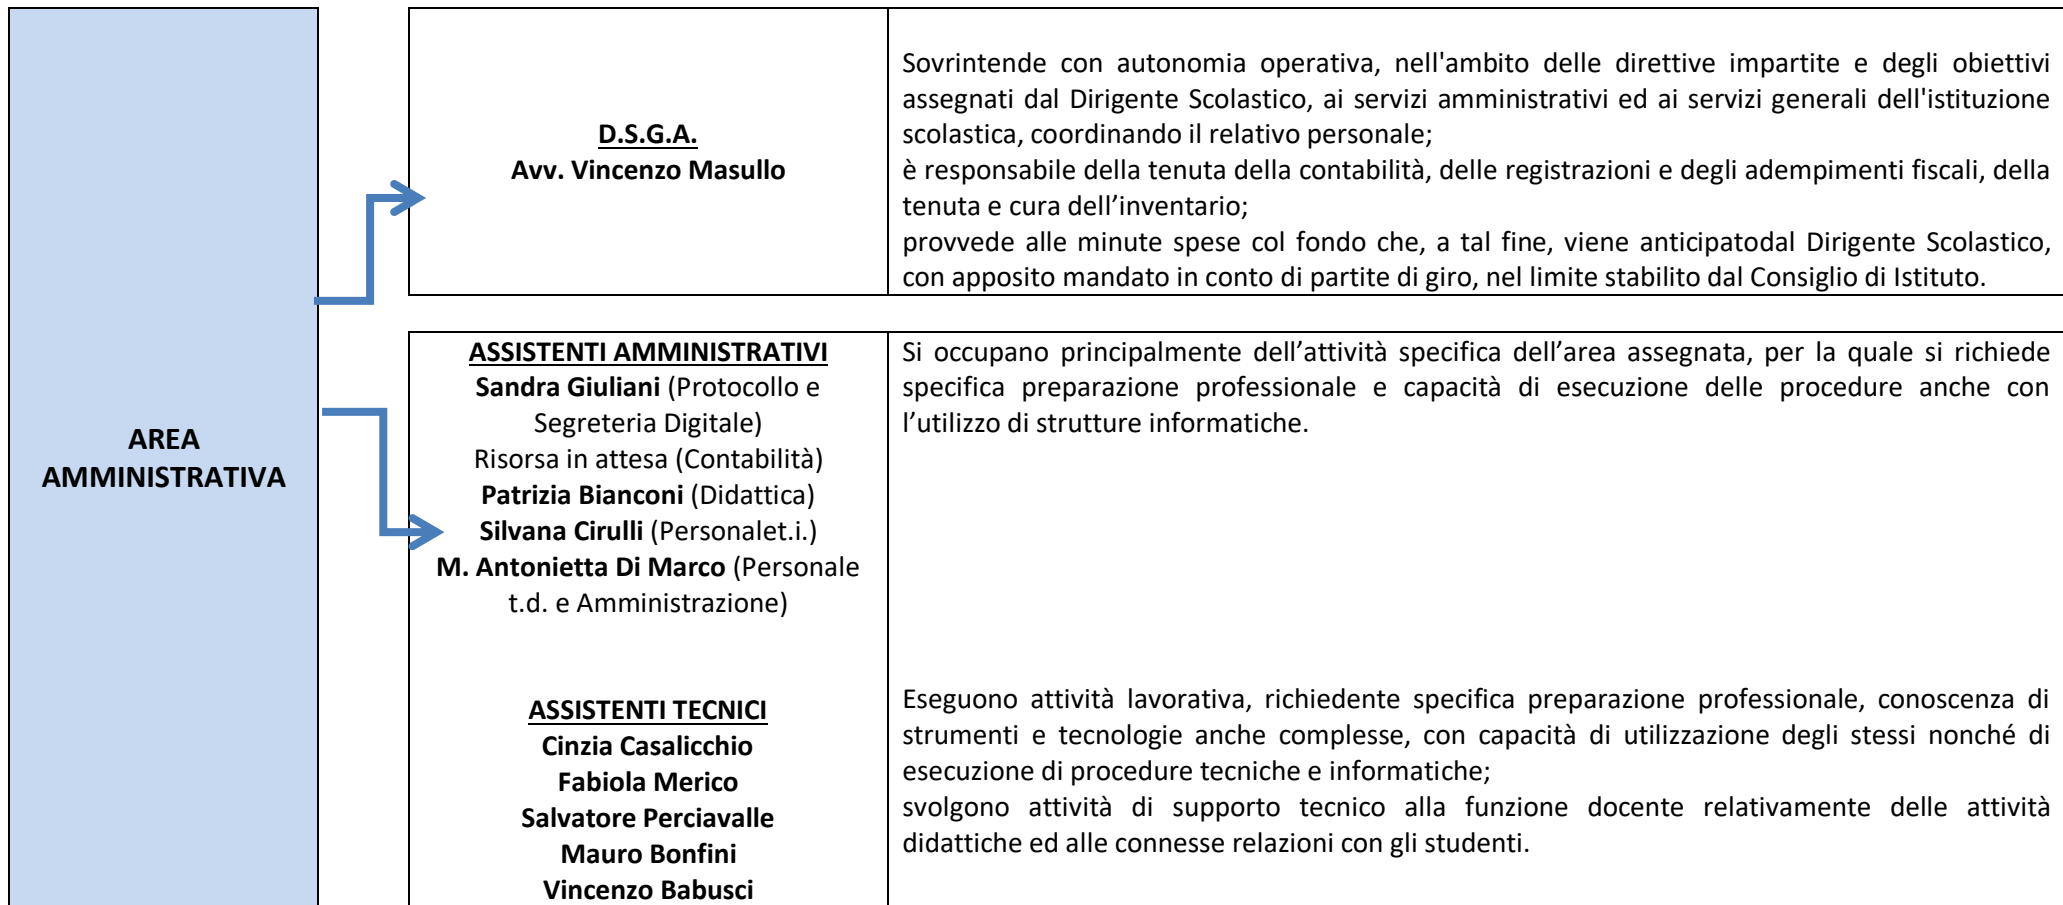 AREA
AMMINISTRATIVA
D.S.G.A.
Avv. Vincenzo Masullo
Sovrintende con autonomia operativa, nell'ambito delle direttive impartite e degli obiettivi
assegnati dal Dirigente Scolastico, ai servizi amministrativi ed ai servizi generali dell'istituzione
scolastica, coordinando il relativo personale;
è responsabile della tenuta della contabilità, delle registrazioni e degli adempimenti fiscali, della
tenuta e cura dell’inventario;
provvede alle minute spese col fondo che, a tal fine, viene anticipatodal Dirigente Scolastico,
con apposito mandato in conto di partite di giro, nel limite stabilito dal Consiglio di Istituto.
ASSISTENTI AMMINISTRATIVI
Sandra Giuliani (Protocollo e
Segreteria Digitale)
Risorsa in attesa (Contabilità)
Patrizia Bianconi (Didattica)
Silvana Cirulli (Personalet.i.)
M. Antonietta Di Marco (Personale
t.d. e Amministrazione)
Si occupano principalmente dell’attività specifica dell’area assegnata, per la quale si richiede
specifica preparazione professionale e capacità di esecuzione delle procedure anche con
l’utilizzo di strutture informatiche.
ASSISTENTI TECNICI
Cinzia Casalicchio
Fabiola Merico
Salvatore Perciavalle
Mauro Bonfini
Vincenzo Babusci
Eseguono attività lavorativa, richiedente specifica preparazione professionale, conoscenza di
strumenti e tecnologie anche complesse, con capacità di utilizzazione degli stessi nonché di
esecuzione di procedure tecniche e informatiche;
svolgono attività di supporto tecnico alla funzione docente relativamente delle attività
didattiche ed alle connesse relazioni con gli studenti.